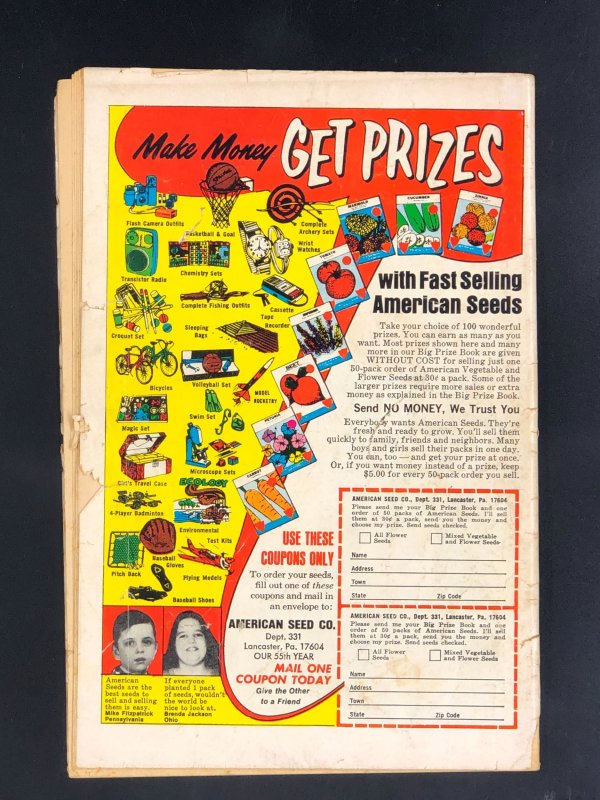 Make Money GET PRIZES
Flash Camera Outfits
Basketball & Goal
Complete
Archery Sets
Wrist
Watches
Transistor Radio
Chemistry Sets
Complete Fishing Outfits
Cassette
Tape
Recorder
Croquet Set
Sleeping
Bags
Bicycles
Volleyball Set
MODEL
ROCKETRY
Swim Set
Magic Set
Microscope Sets
Girl's Travel Case
ECOLOGY
4-Player Badminton
Environmental
Test Kits
Baseball
Gloves
Pitch Back
Flying Models
Baseball Shoes
MARIGOLD
CUCUMBER
ZINNIA
TOMATO
BEET
PETUNIA
CARROT
with Fast Selling
American Seeds
Take your choice of 100 wonderful
prizes. You can earn as many as you
want. Most prizes shown here and many
more in our Big Prize Book are given
WITHOUT COST for selling just one
50-pack order of American Vegetable and
Flower Seeds at 30¢ a pack. Some of the
larger prizes require more sales or extra
money as explained in the Big Prize Book.
Send NO MONEY, We Trust You
Everybody wants American Seeds. They're
fresh and ready to grow. You'll sell them
quickly to family, friends and neighbors. Many
boys and girls sell their packs in one day.
You can, too — and get your prize at once.
Or, if you want money instead of a prize, keep
$5.00 for every 50-pack order you sell.
USE THESE
COUPONS ONLY
To order your seeds,
fill out one of these
coupons and mail in
an envelope to:
AMERICAN SEED CO.
Dept. 331
Lancaster, Pa. 17604
OUR 55th YEAR
MAIL ONE
COUPON TODAY
Give the Other
to a Friend
AMERICAN SEED CO., Dept. 331, Lancaster, Pa. 17604
Please send me your Big Prize Book and one
order of 50 packs of American Seeds. I'll sell
them at 30¢ a pack, send you the money and
choose my prize. Send seeds checked.
All Flower
Seeds
Mixed Vegetable
and Flower Seeds
Name
Address
Town
State Zip Code
AMERICAN SEED CO., Dept. 331, Lancaster, Pa. 17604
Please send me your Big Prize Book and one
order of 50 packs of American Seeds. I'll sell
them at 30¢ a pack, send you the money and
choose my prize. Send seeds checked.
All Flower
Seeds
Mixed Vegetable
and Flower Seeds
Name
Address
Town
State Zip Code
American
Seeds are the
best seeds to
sell and selling
them is easy.
Mike Fitzpatrick
Pennsylvania
If everyone
planted 1 pack
of seeds, wouldn't
the world be
nice to look at.
Brenda Jackson
Ohio